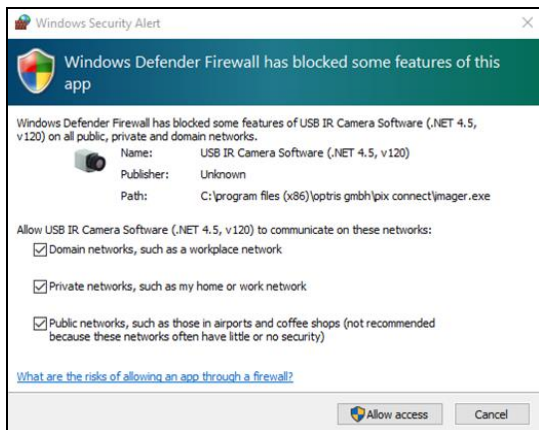 Windows Security Alert
Windows Defender Firewall has blocked some features of this
app
Windows Defender Firewall has blocked some features of USB IR Camera Software (.NET 4.5,
v120) on all public, private and domain networks.
Name: USB IR Camera Software (.NET 4.5, v120)
Publisher: Unknown
Path: C:\program files (x86)\optris gmbh\pix connect\imager.exe
Allow USB IR Camera Software (.NET 4.5, v120) to communicate on these networks:
Domain networks, such as a workplace network
Private networks, such as my home or work network
Public networks, such as those in airports and coffee shops (not recommended
because these networks often have little or no security)
What are the risks of allowing an app through a firewall?
Allow access Cancel